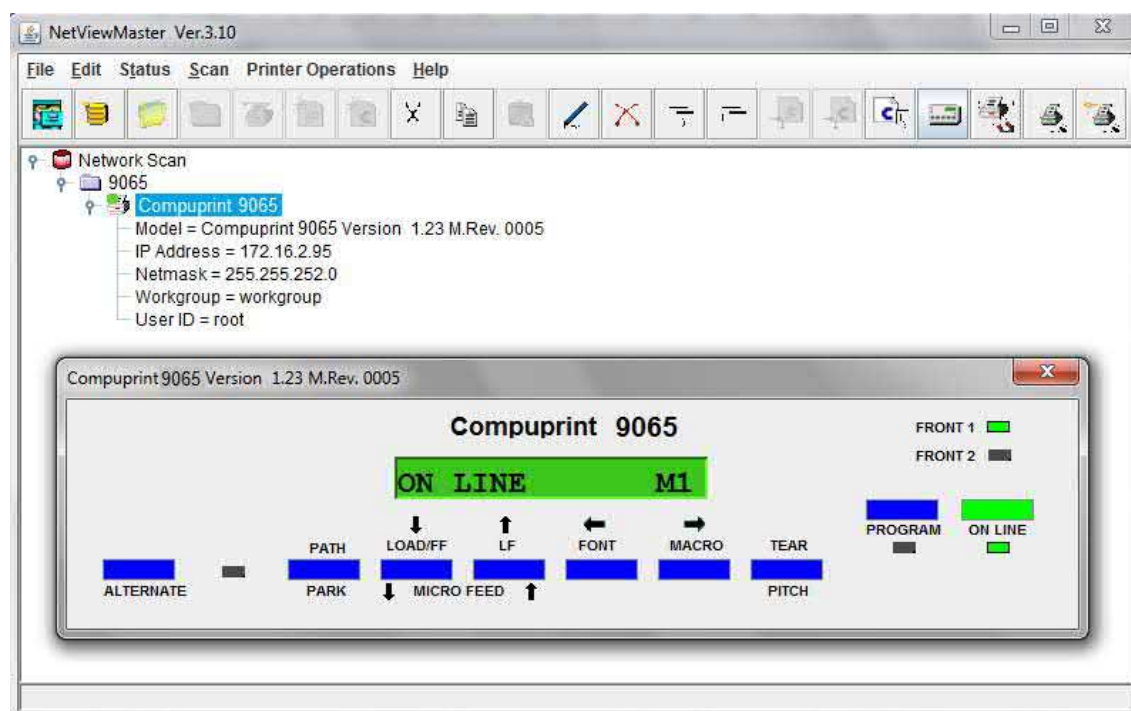 NetViewMaster Ver.3.10
File Edit Status Scan Printer Operations Help
Network Scan
9065
Compuprint 9065
Model = Compuprint 9065 Version 1.23 M.Rev. 0005
IP Address = 172.16.2.95
Netmask = 255.255.252.0
Workgroup = workgroup
User ID = root
Compuprint 9065 Version 1.23 M.Rev. 0005
Compuprint 9065
FRONT 1
FRONT 2
ON LINE M1
PROGRAM ON LINE
PATH LOAD/FF LF FONT MACRO TEAR
ALTERNATE PARK MICRO FEED PITCH